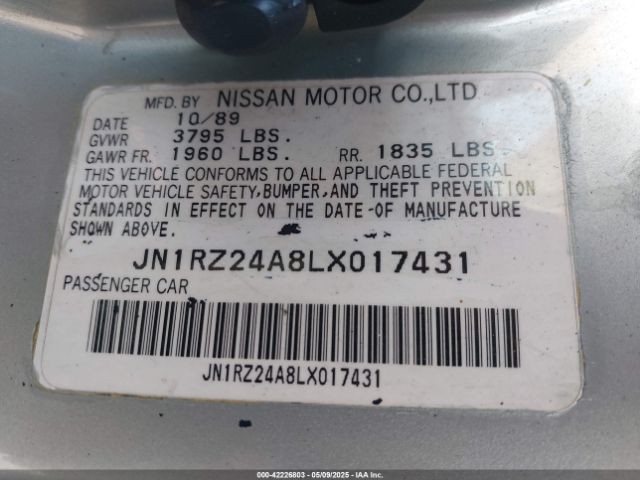 MFD. BY NISSAN MOTOR CO.,LTD.
DATE 10/89
GVWR 3795 LBS.
GAWR FR. 1960 LBS. RR. 1835 LBS.
THIS VEHICLE CONFORMS TO ALL APPLICABLE FEDERAL
MOTOR VEHICLE SAFETY,BUMPER,AND THEFT PREVENTION
STANDARDS IN EFFECT ON THE DATE OF MANUFACTURE
SHOWN ABOVE.
JN1RZ24A8LX017431
PASSENGER CAR
JN1RZ24A8LX017431
000-42226803 - 05/09/2025 - IAAI, Inc.